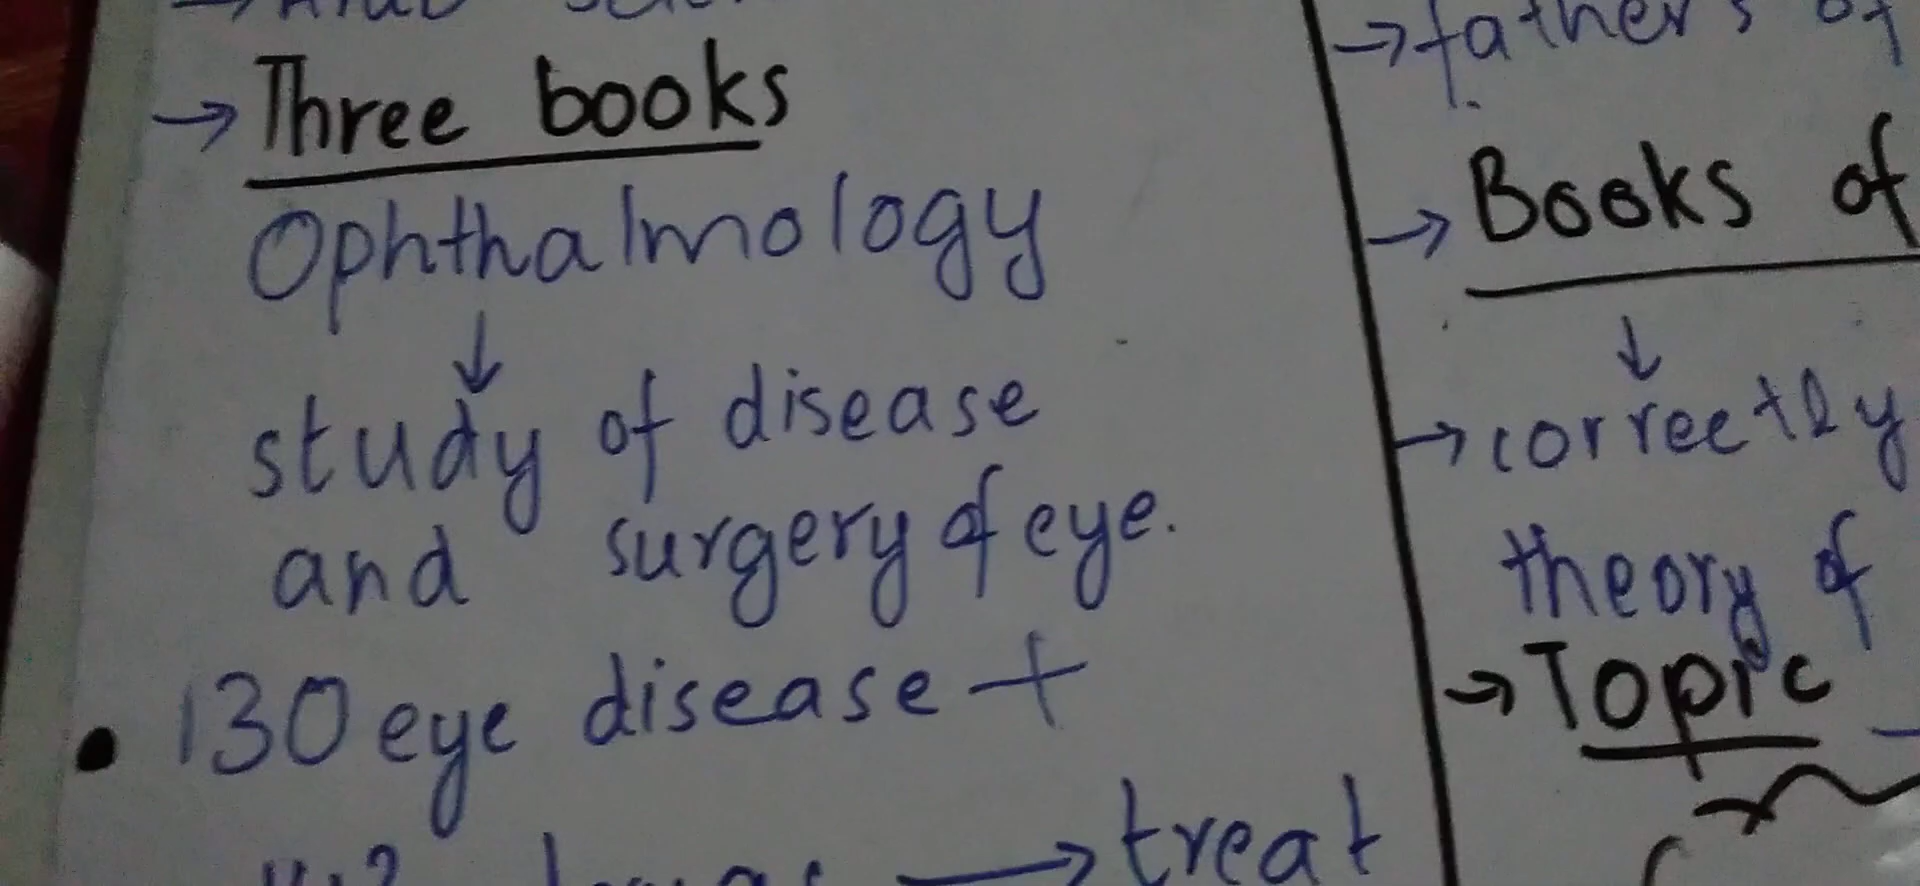 → Three books
Ophthalmology
↓
study of disease
and surgery of eye.
• 130 eye disease +
→ treat
→ fathers of
→ Books of
↓
→ correctly
theory of
→ Topic